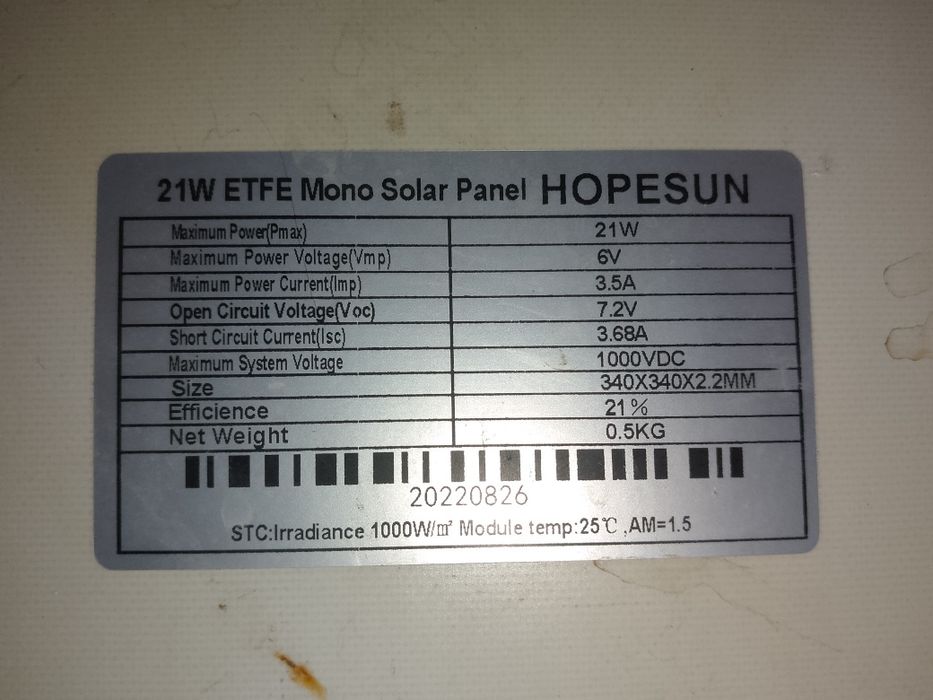 21W ETFE Mono Solar Panel HOPESUN
Maximum Power(Pmax) 21W
Maximum Power Voltage(Vmp) 6V
Maximum Power Current(Imp) 3.5A
Open Circuit Voltage(Voc) 7.2V
Short Circuit Current(Isc) 3.68A
Maximum System Voltage 1000VDC
Size 340X340X2.2MM
Efficience 21%
Net Weight 0.5KG
20220826
STC:Irradiance 1000W/㎡ Module temp:25℃ ,AM=1.5